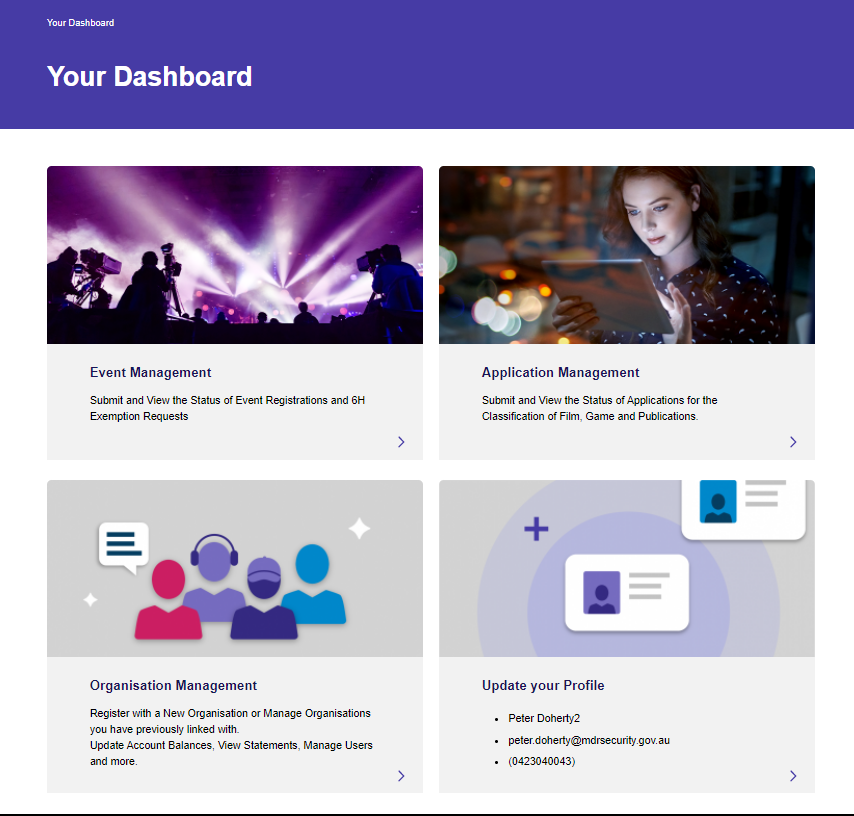 Your Dashboard
Your Dashboard
Event Management
Submit and View the Status of Event Registrations and 6H
Exemption Requests
Application Management
Submit and View the Status of Applications for the
Classification of Film, Game and Publications.
Organisation Management
Register with a New Organisation or Manage Organisations
you have previously linked with.
Update Account Balances, View Statements, Manage Users
and more.
Update your Profile
• Peter Doherty2
• peter.doherty@mdrsecurity.gov.au
• (0423040043)